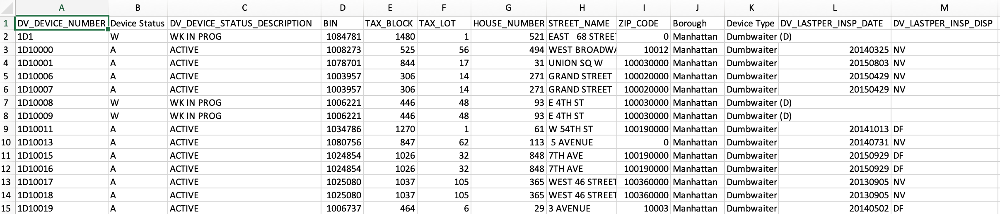 A B C D E F G H I J K L M
1 DV_DEVICE_NUMBER Device Status DV_DEVICE_STATUS_DESCRIPTION BIN TAX_BLOCK TAX_LOT HOUSE_NUMBER STREET_NAME ZIP_CODE Borough Device Type DV_LASTPER_INSP_DATE DV_LASTPER_INSP_DISP
2 1D1 W WK IN PROG 1084781 1480 1 521 EAST 68 STREET 0 Manhattan Dumbwaiter (D)
3 1D10000 A ACTIVE 1008273 525 56 494 WEST BROADWA 10012 Manhattan Dumbwaiter 20140325 NV
4 1D10001 A ACTIVE 1078701 844 17 31 UNION SQ W 100030000 Manhattan Dumbwaiter 20150803 NV
5 1D10006 A ACTIVE 1003957 306 14 271 GRAND STREET 100020000 Manhattan Dumbwaiter 20150429 NV
6 1D10007 A ACTIVE 1003957 306 14 271 GRAND STREET 100020000 Manhattan Dumbwaiter 20150429 NV
7 1D10008 W WK IN PROG 1006221 446 48 93 E 4TH ST 100030000 Manhattan Dumbwaiter (D)
8 1D10009 W WK IN PROG 1006221 446 48 93 E 4TH ST 100030000 Manhattan Dumbwaiter (D)
9 1D10011 A ACTIVE 1034786 1270 1 61 W 54TH ST 100190000 Manhattan Dumbwaiter 20141013 DF
10 1D10013 A ACTIVE 1080756 847 62 113 5 AVENUE 0 Manhattan Dumbwaiter 20140731 NV
11 1D10015 A ACTIVE 1024854 1026 32 848 7TH AVE 100190000 Manhattan Dumbwaiter 20150929 DF
12 1D10016 A ACTIVE 1024854 1026 32 848 7TH AVE 100190000 Manhattan Dumbwaiter 20150929 DF
13 1D10017 A ACTIVE 1025080 1037 105 365 WEST 46 STREET 100360000 Manhattan Dumbwaiter 20130905 NV
14 1D10018 A ACTIVE 1025080 1037 105 365 WEST 46 STREET 100360000 Manhattan Dumbwaiter 20130905 NV
15 1D10019 A ACTIVE 1006737 464 6 29 3 AVENUE 10003 Manhattan Dumbwaiter 20140502 DF